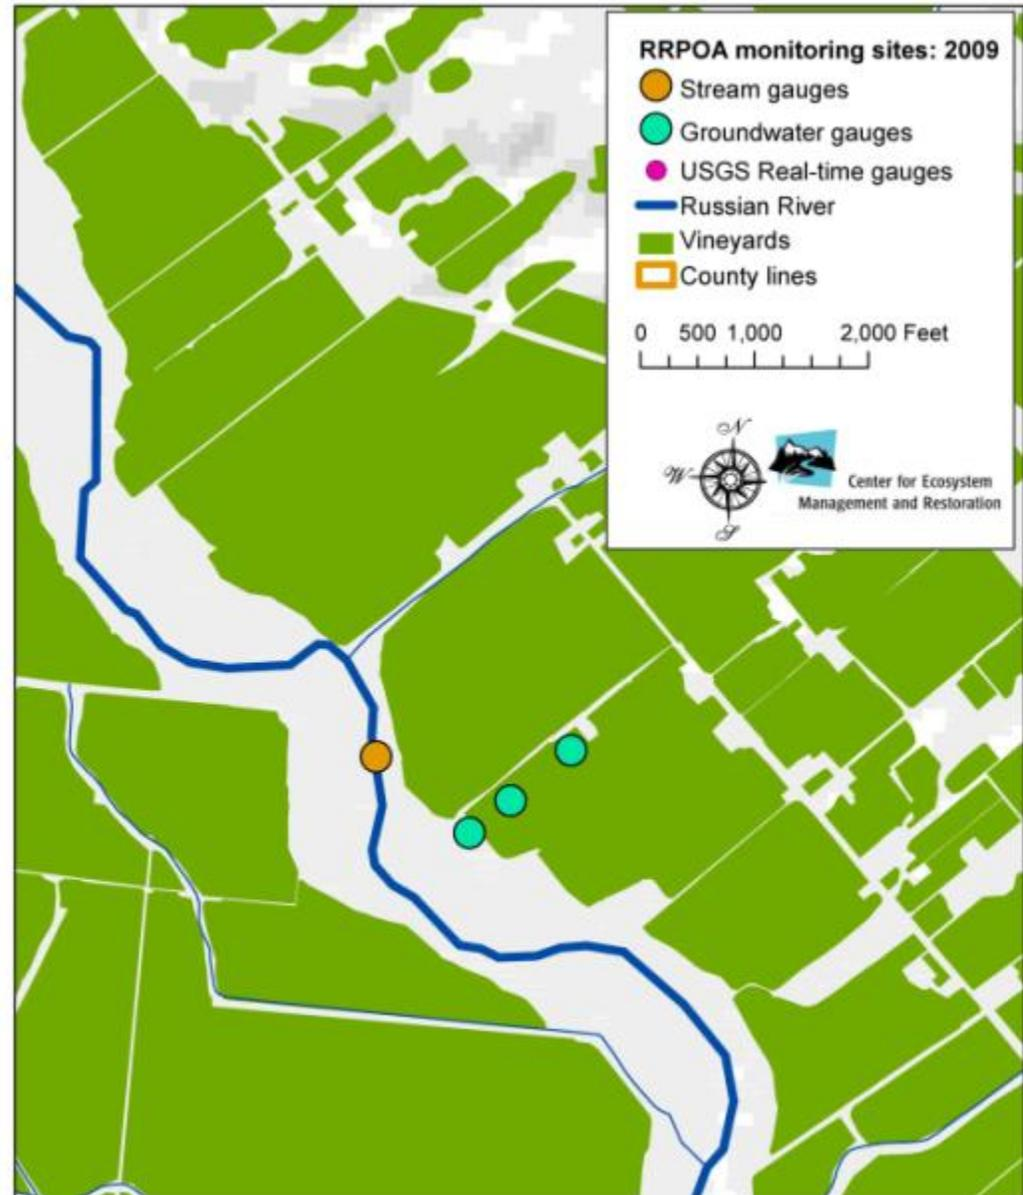 RRPOA monitoring sites: 2009
Stream gauges
Groundwater gauges
USGS Real-time gauges
Russian River
Vineyards
County lines
0 500 1,000 2,000 Feet
N
W
S
Center for Ecosystem
Management and Restoration